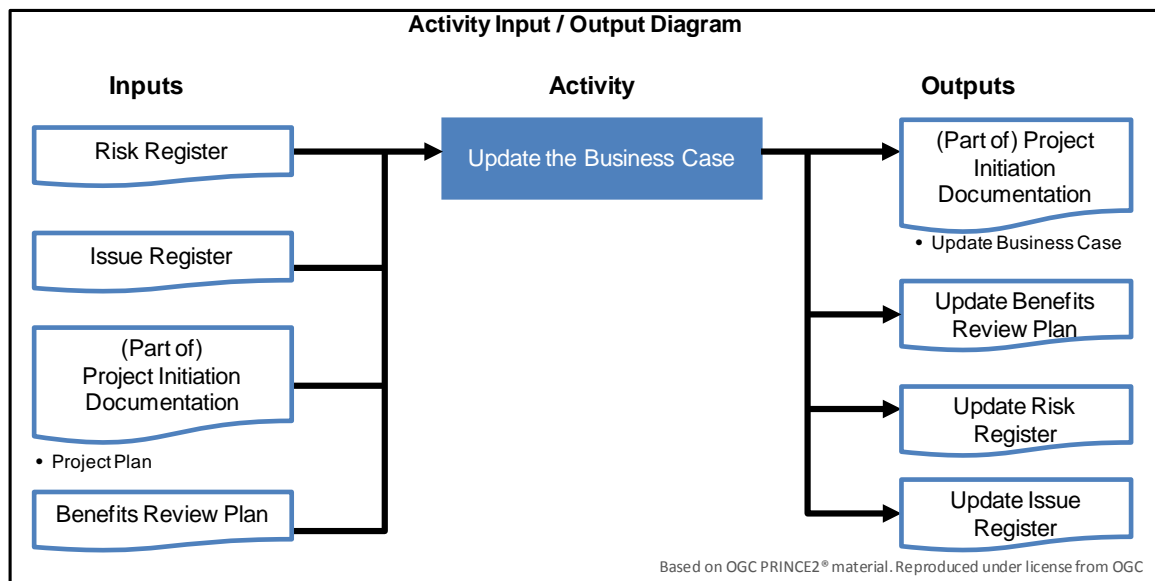 Activity Input / Output Diagram
Inputs
Activity
Outputs
Risk Register
Issue Register
(Part of)
Project Initiation
Documentation
• Project Plan
Benefits Review Plan
Update the Business Case
(Part of) Project
Initiation
Documentation
• Update Business Case
Update Benefits
Review Plan
Update Risk
Register
Update Issue
Register
Based on OGC PRINCE2® material. Reproduced under license from OGC